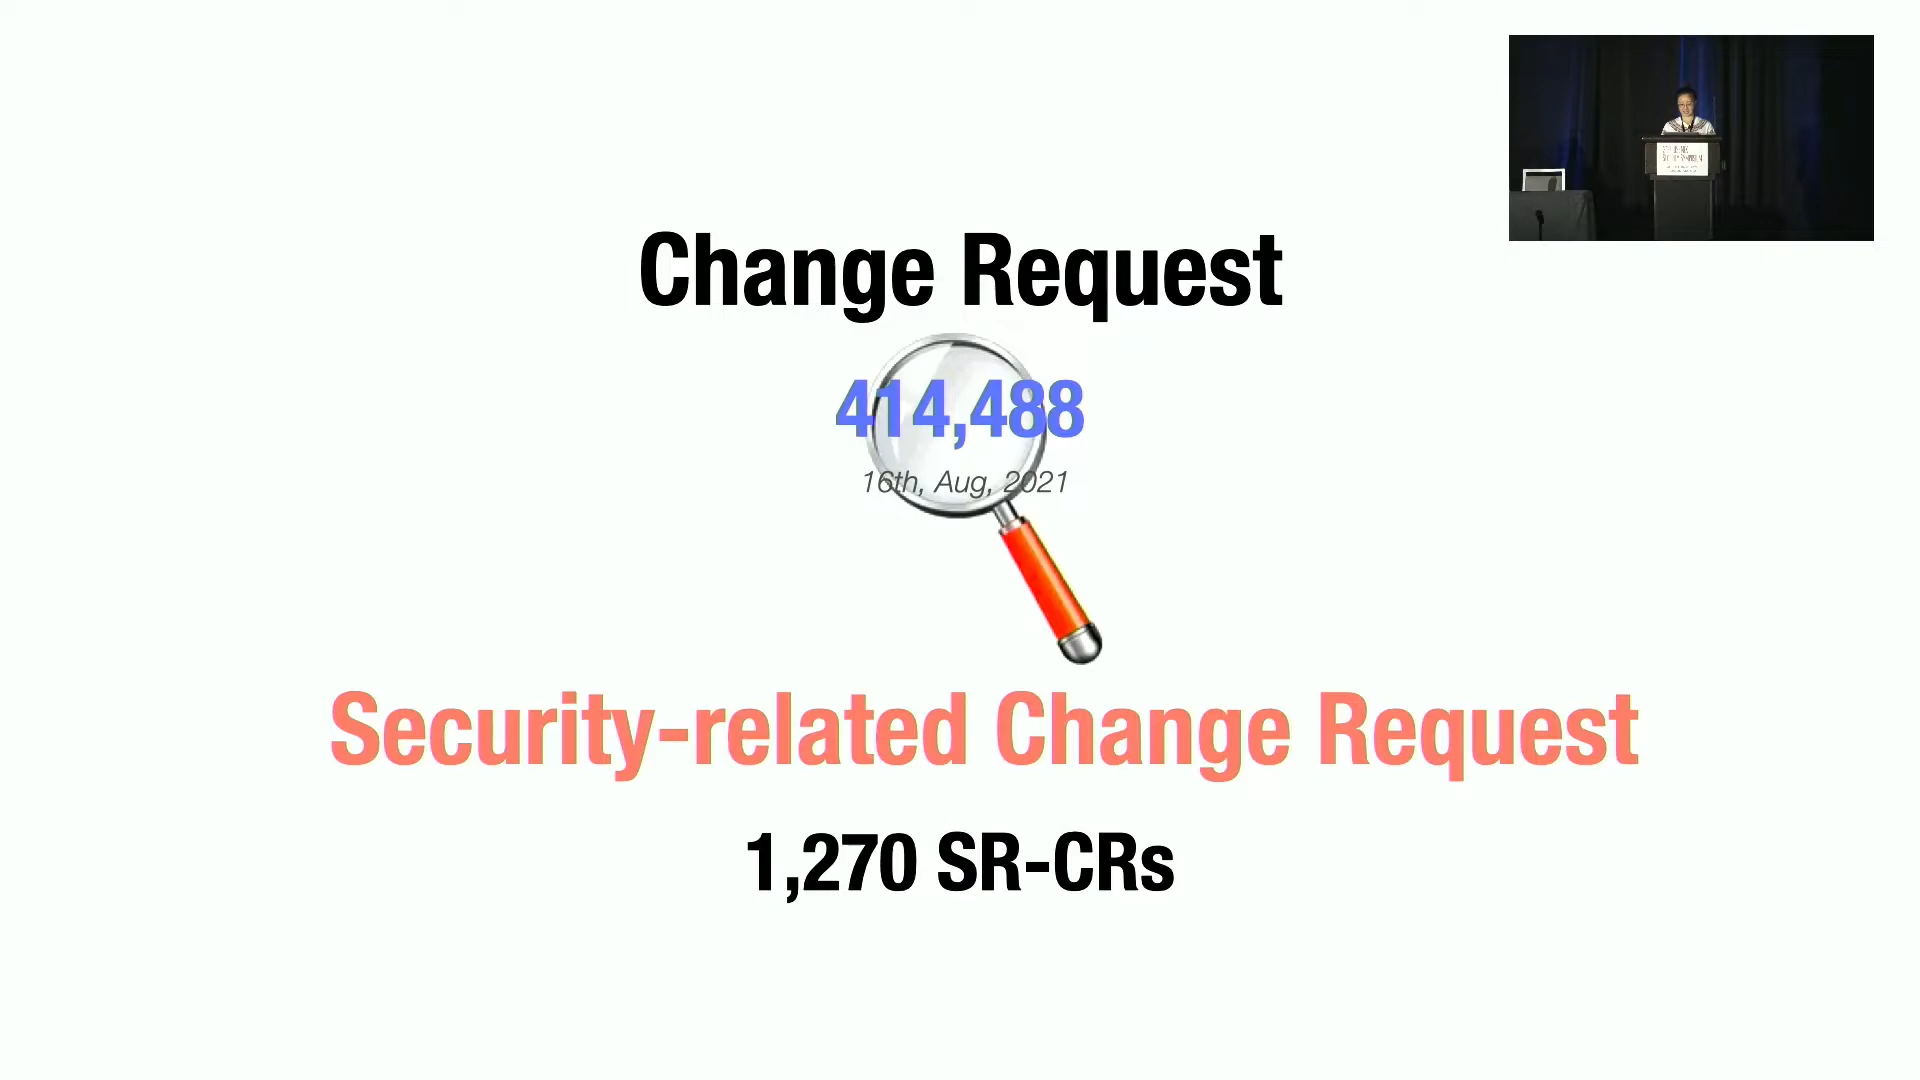 Change Request
414,488
16th, Aug, 2021
Security-related Change Request
1,270 SR-CRs